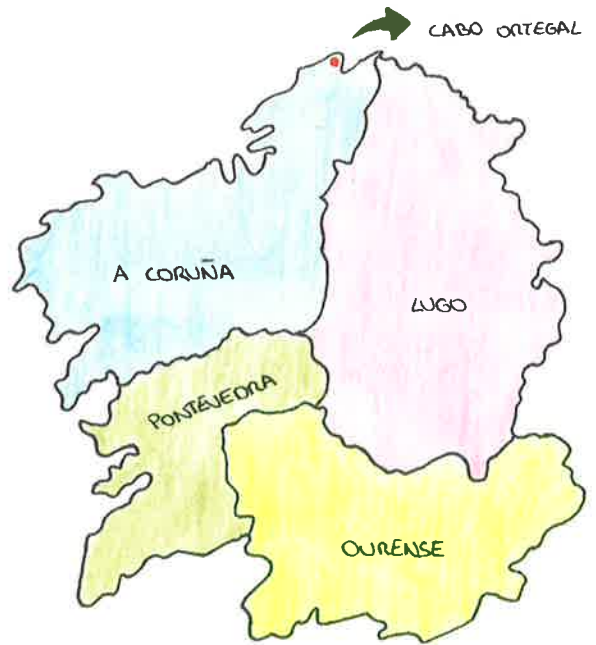 CABO ORTEGAL
A CORUÑA
LUGO
PONTEVEDRA
OURENSE